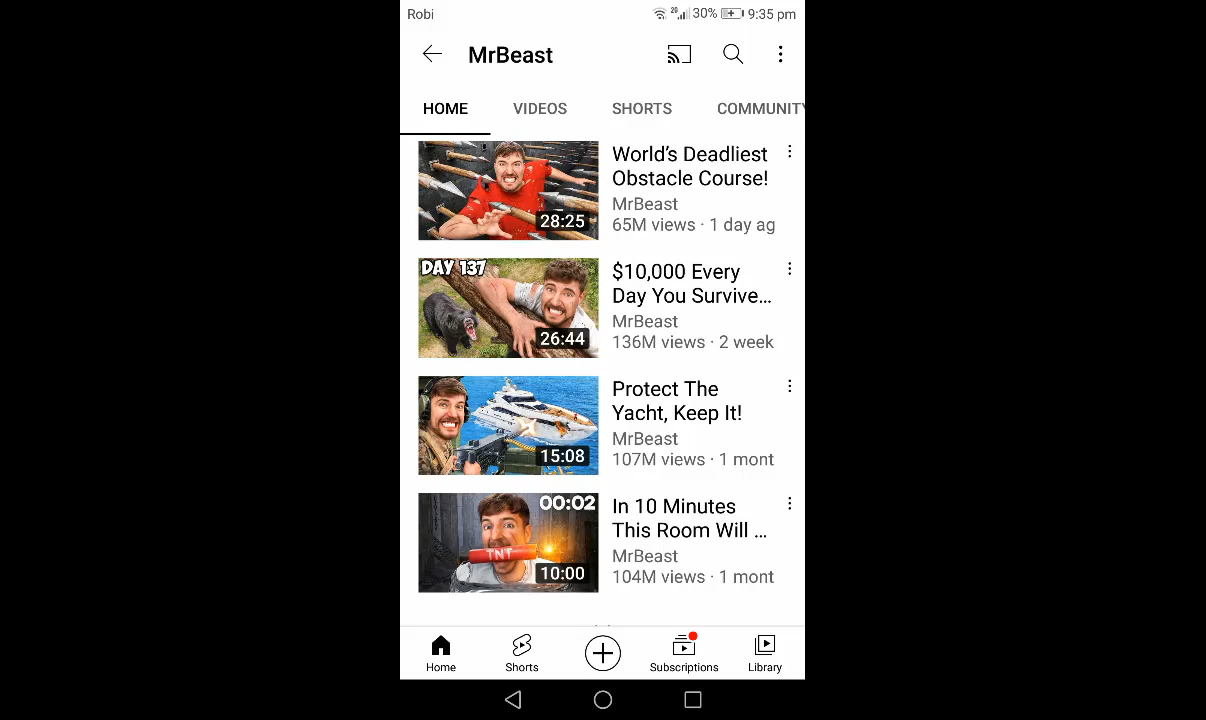 Robi 2G 30% 9:35 pm
MrBeast
HOME VIDEOS SHORTS COMMUNITY
World's Deadliest
Obstacle Course!
MrBeast
65M views · 1 day ag
28:25
DAY 137
$10,000 Every
Day You Survive...
MrBeast
136M views · 2 week
26:44
Protect The
Yacht, Keep It!
MrBeast
107M views · 1 mont
15:08
00:02
In 10 Minutes
This Room Will ...
MrBeast
104M views · 1 mont
TNT
10:00
Home Shorts Subscriptions Library